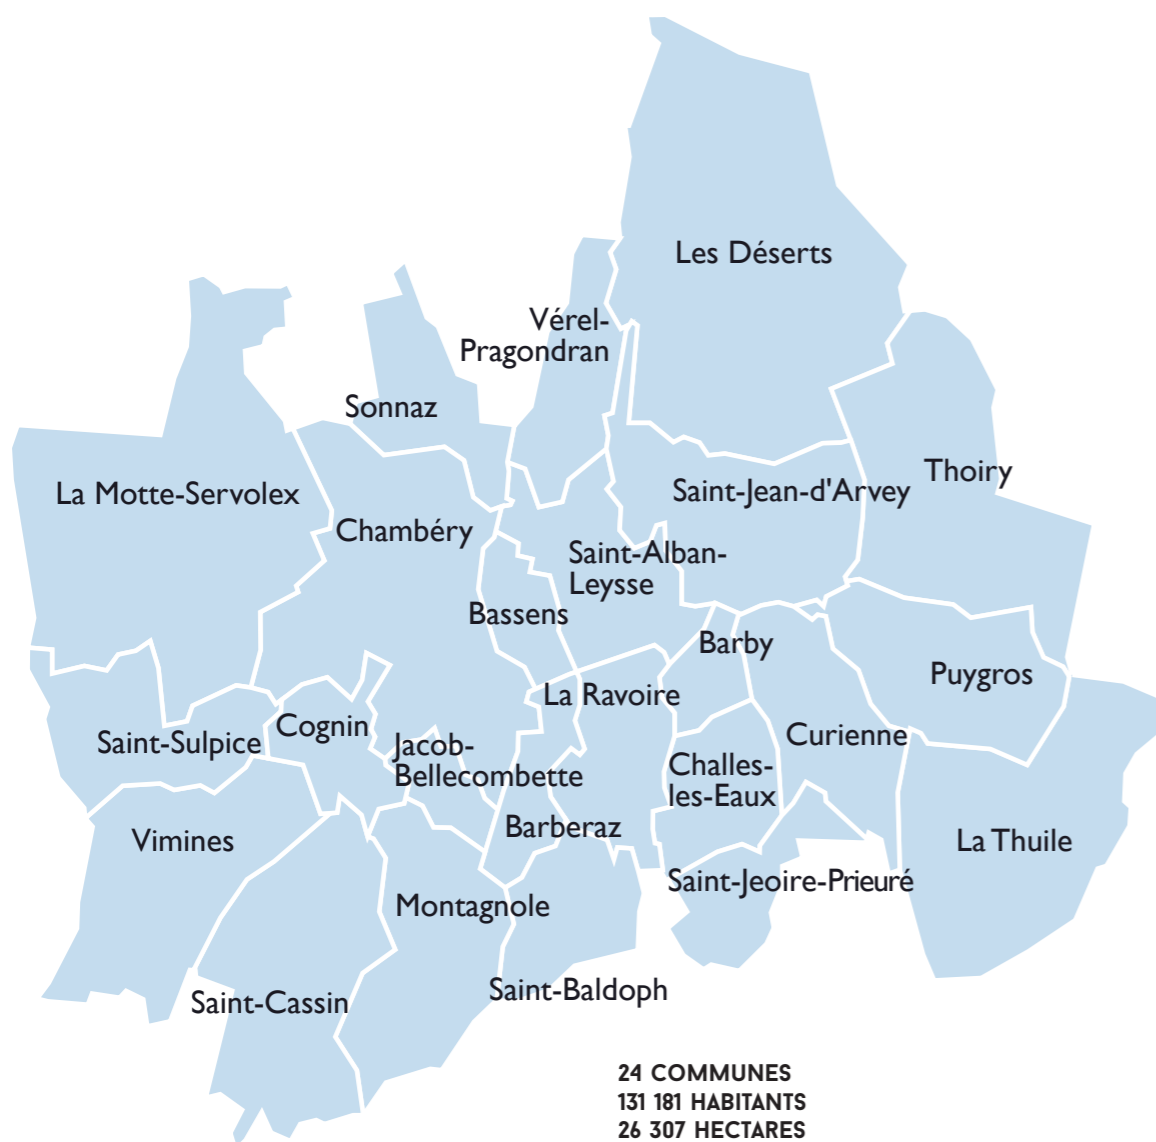 Les Déserts
Vérel-
Pragondran
Sonnaz
Thoiry
La Motte-Servolex
Saint-Jean-d'Arvey
Chambéry
Saint-Alban-
Leysse
Bassens
Barby
Puygros
La Ravoire
Cognin
Curienne
Saint-Sulpice
Jacob-
Bellecombette
Challes-
les-Eaux
Barberaz
Vimines
La Thuile
Saint-Jeoire-Prieuré
Montagnole
Saint-Baldoph
Saint-Cassin
24 COMMUNES
131 181 HABITANTS
26 307 HECTARES